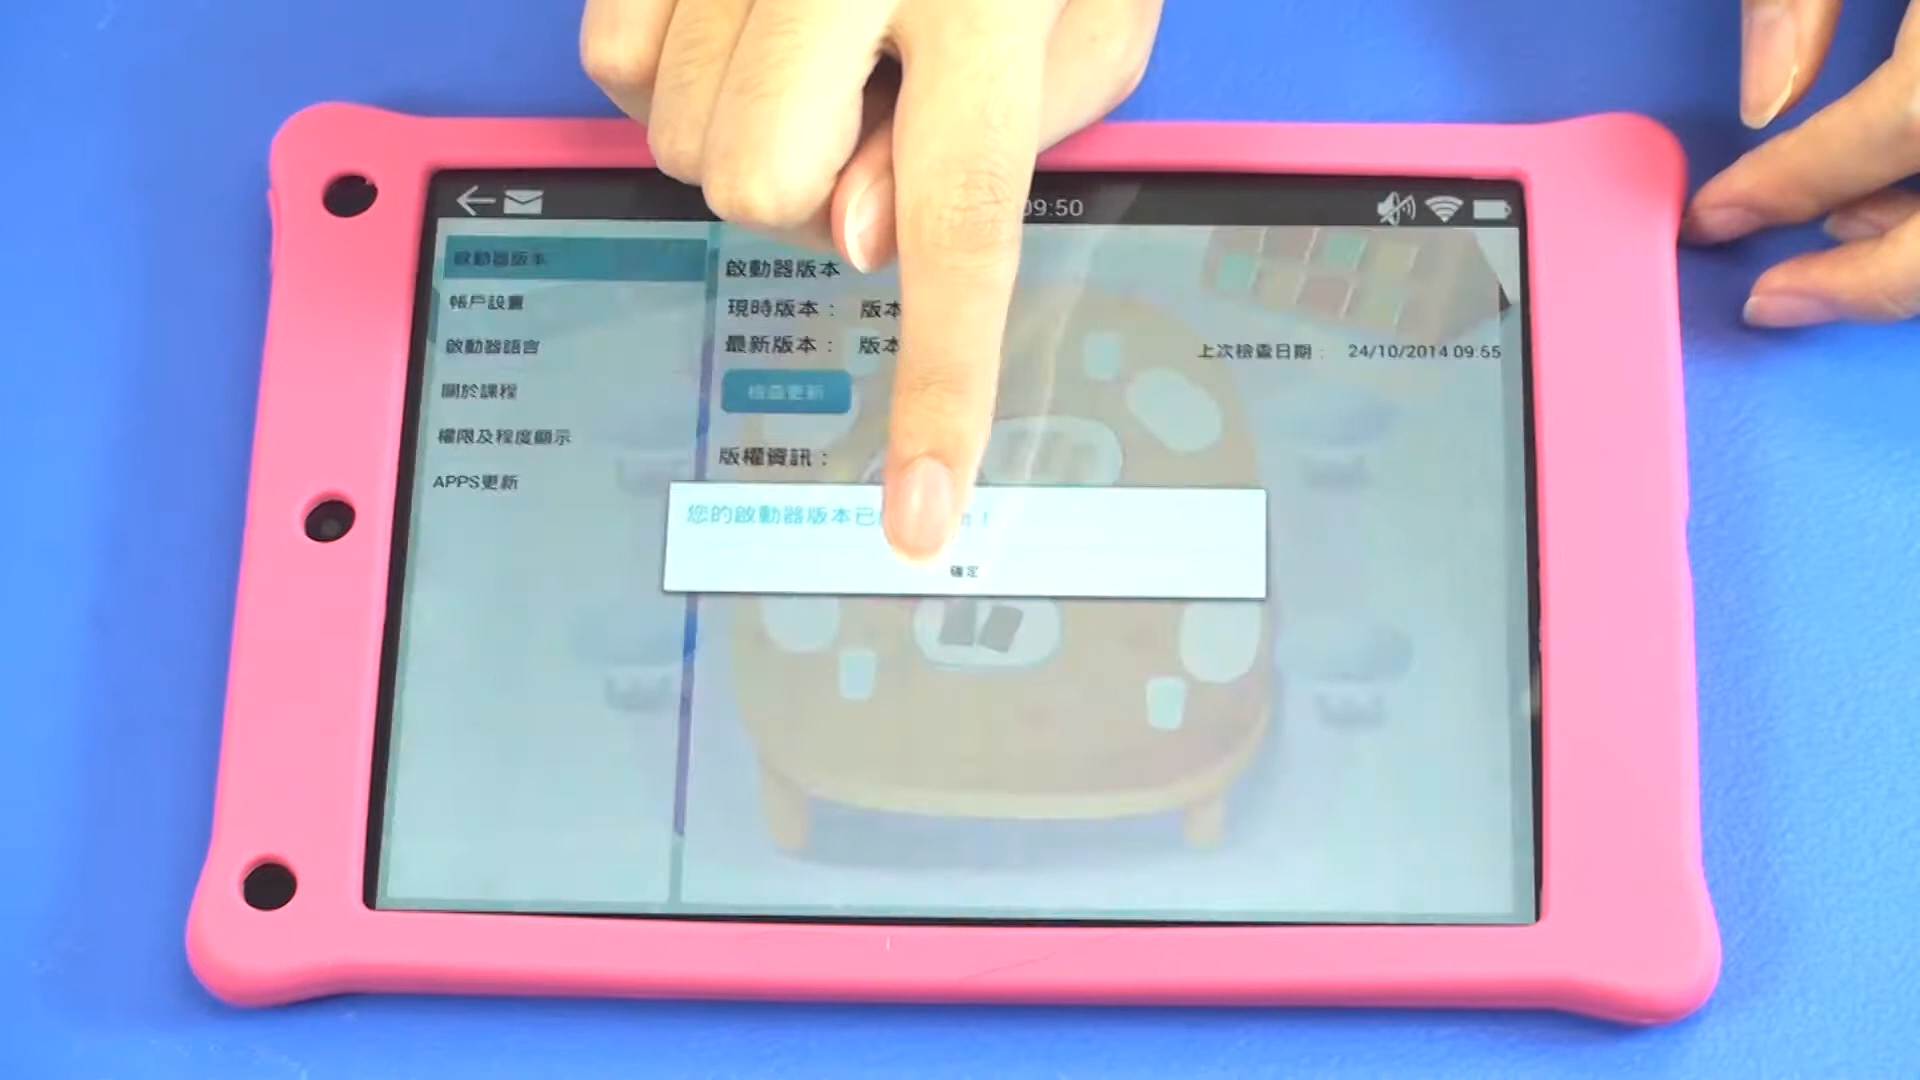 09:50
啟動器版本
帳戶設置
啟動器語言
關於課程
權限及程度顯示
APPS更新
啟動器版本
現時版本： 版本
最新版本： 版本
上次檢查日期： 24/10/2014 09:55
檢查更新
版權資訊：
您的啟動器版本已
確定